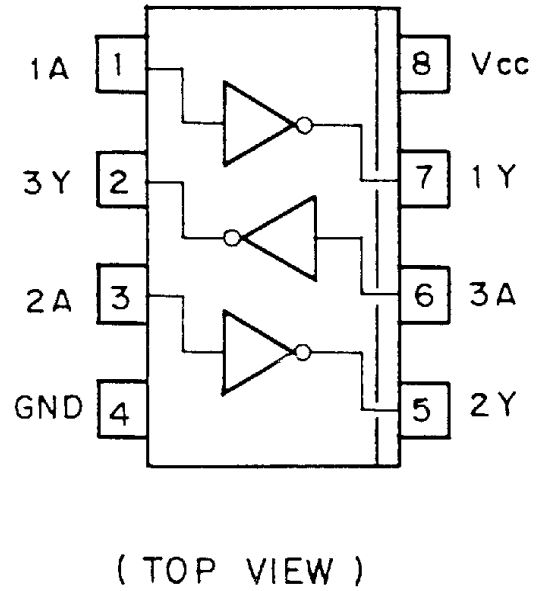 1A 1 8 Vcc
3Y 2 7 1Y
2A 3 6 3A
GND 4 5 2Y
( TOP VIEW )